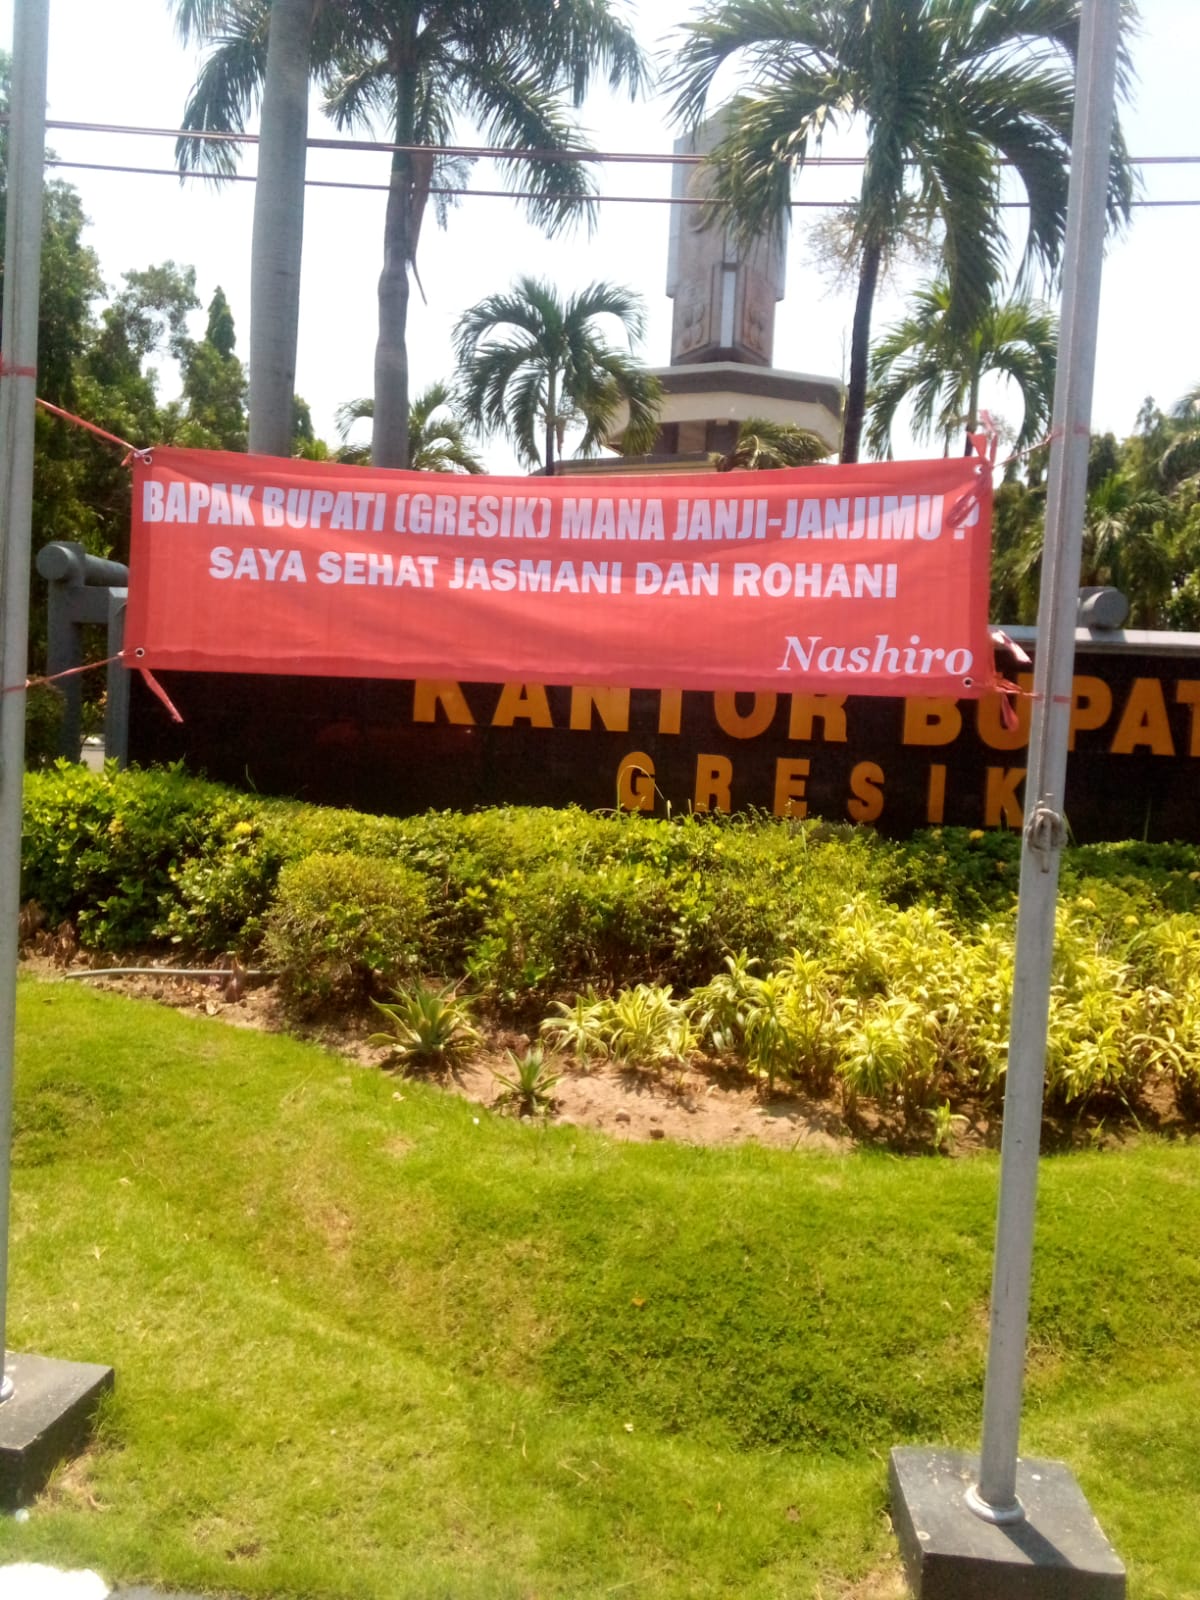 BAPAK BUPATI (GRESIK) MANA JANJI-JANJIMU ?
SAYA SEHAT JASMANI DAN ROHANI
Nashiro
KANTOR BUPAT
GRESIK